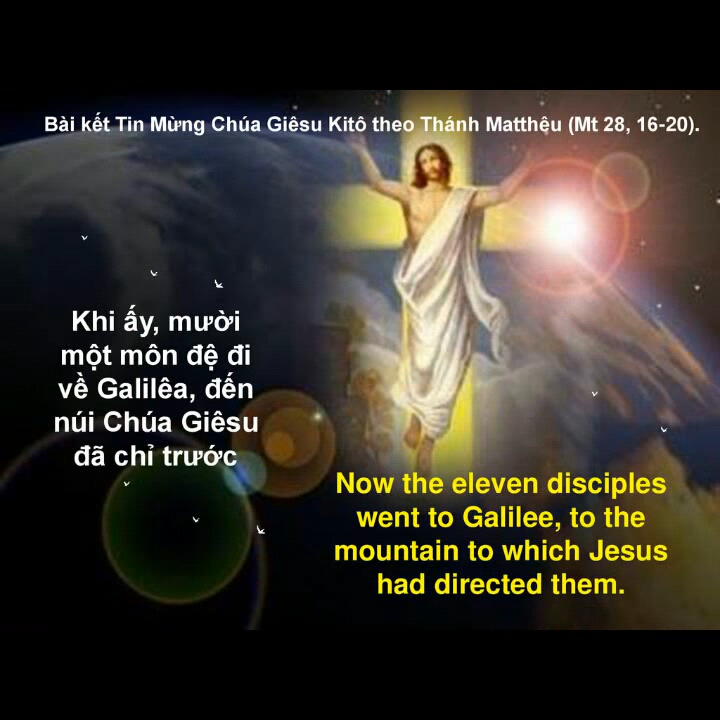 Bài kết Tin Mừng Chúa Giêsu Kitô theo Thánh Matthệu (Mt 28, 16-20).
Khi ấy, mười
một môn đệ đi
về Galilêa, đến
núi Chúa Giêsu
đã chỉ trước
Now the eleven disciples
went to Galilee, to the
mountain to which Jesus
had directed them.